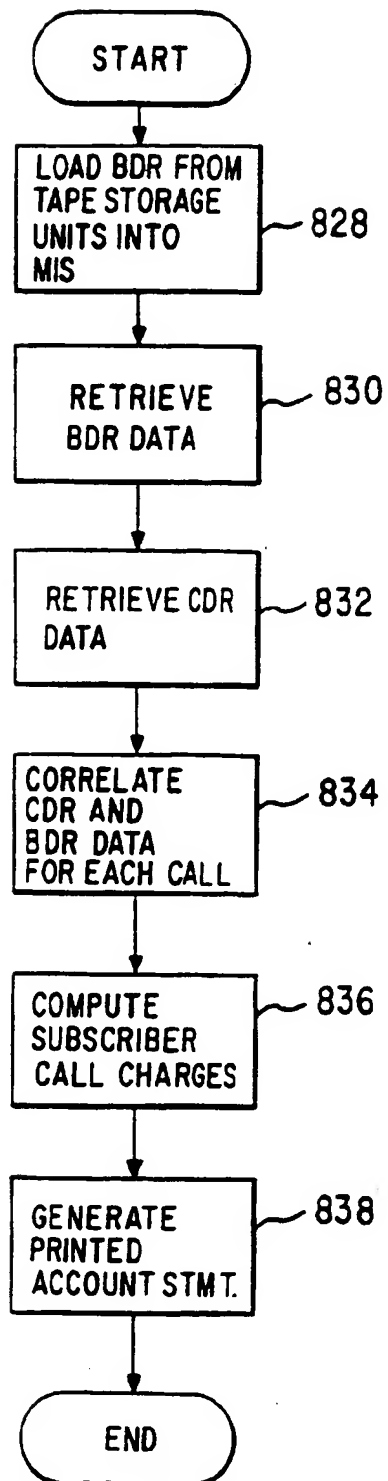 START
LOAD BDR FROM
TAPE STORAGE
UNITS INTO
MIS
828
RETRIEVE
BDR DATA
830
RETRIEVE CDR
DATA
832
CORRELATE
CDR AND
BDR DATA
FOR EACH CALL
834
COMPUTE
SUBSCRIBER
CALL CHARGES
836
GENERATE
PRINTED
ACCOUNT STMT.
838
END